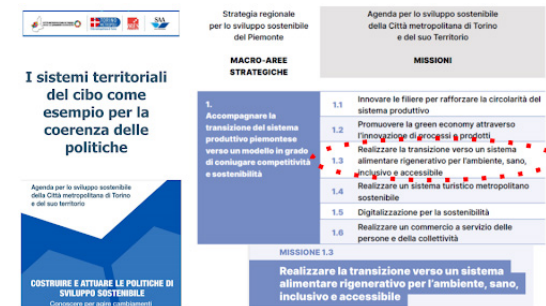 I sistemi territoriali
del cibo come
esempio per la
coerenza delle
politiche
Agenda per lo sviluppo sostenibile
della Città metropolitana di Torino
e del suo territorio
COSTRUIRE E ATTUARE LE POLITICHE DI
SVILUPPO SOSTENIBILE
Conoscere per agire cambiamenti
Strategia regionale
per lo sviluppo sostenibile
del Piemonte
MACRO-AREE
STRATEGICHE
Agenda per lo sviluppo sostenibile
della Città metropolitana di Torino
e del suo Territorio
MISSIONI
1.
Accompagnare la
transizione del sistema
produttivo piemontese
verso un modello in grado
di coniugare competitività
e sostenibilità
1.1 Innovare le filiere per rafforzare la circolarità del
sistema produttivo
1.2 Promuovere la green economy attraverso
l'innovazione di processi e prodotti
1.3 Realizzare la transizione verso un sistema
alimentare rigenerativo per l'ambiente, sano,
inclusivo e accessibile
1.4 Realizzare un sistema turistico metropolitano
sostenibile
1.5 Digitalizzazione per la sostenibilità
1.6 Realizzare un commercio a servizio delle
persone e della collettività
MISSIONE 1.3
Realizzare la transizione verso un sistema
alimentare rigenerativo per l'ambiente, sano,
inclusivo e accessibile